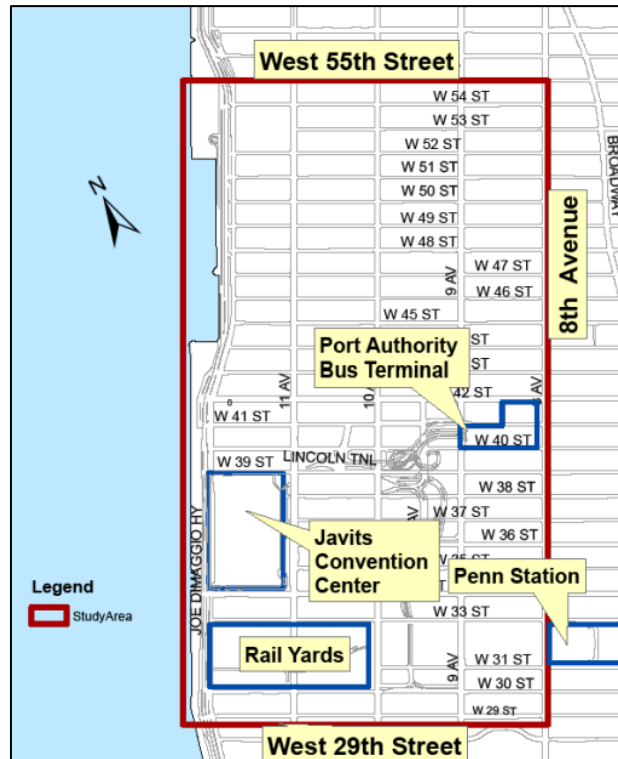 West 55th Street
W 54 ST
W 53 ST
W 52 ST
W 51 ST
W 50 ST
W 49 ST
W 48 ST
W 47 ST
W 46 ST
W 45 ST
ST
ST
42 ST
W 41 ST
W 40 ST
W 39 ST
LINCOLN TNL
W 38 ST
W 37 ST
W 36 ST
W 33 ST
W 31 ST
W 30 ST
W 29 ST
West 29th Street
N
BROADWAY
8th Avenue
9 AV
11 AV
10
AV
9 AV
JOE DIMAGGIO HY
Port Authority
Bus Terminal
Javits
Convention
Center
Penn Station
Rail Yards
Legend
StudyArea